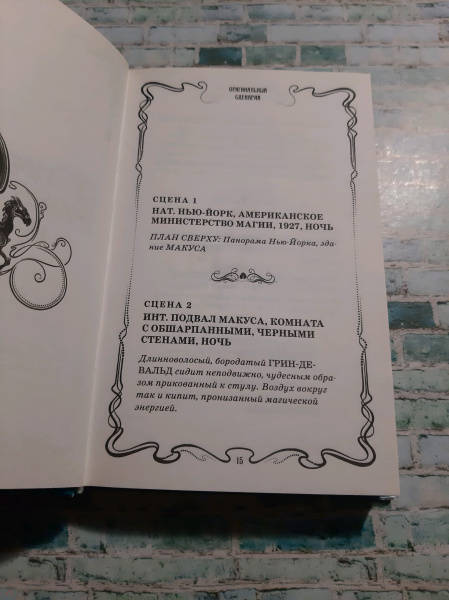 ОРИГИНАЛЬНЫЙ
СЦЕНАРИЙ
СЦЕНА 1
НАТ. НЬЮ-ЙОРК, АМЕРИКАНСКОЕ
МИНИСТЕРСТВО МАГИИ, 1927, НОЧЬ
ПЛАН СВЕРХУ: Панорама Нью-Йорка, зда-
ние МАКУСА
СЦЕНА 2
ИНТ. ПОДВАЛ МАКУСА, КОМНАТА
С ОБШАРПАННЫМИ, ЧЕРНЫМИ
СТЕНАМИ, НОЧЬ
Длинноволосый, бородатый ГРИН-ДЕ-
ВАЛЬД сидит неподвижно, чудесным обра-
зом прикованный к стулу. Воздух вокруг
так и кипит, пронизанный магической
энергией.
15